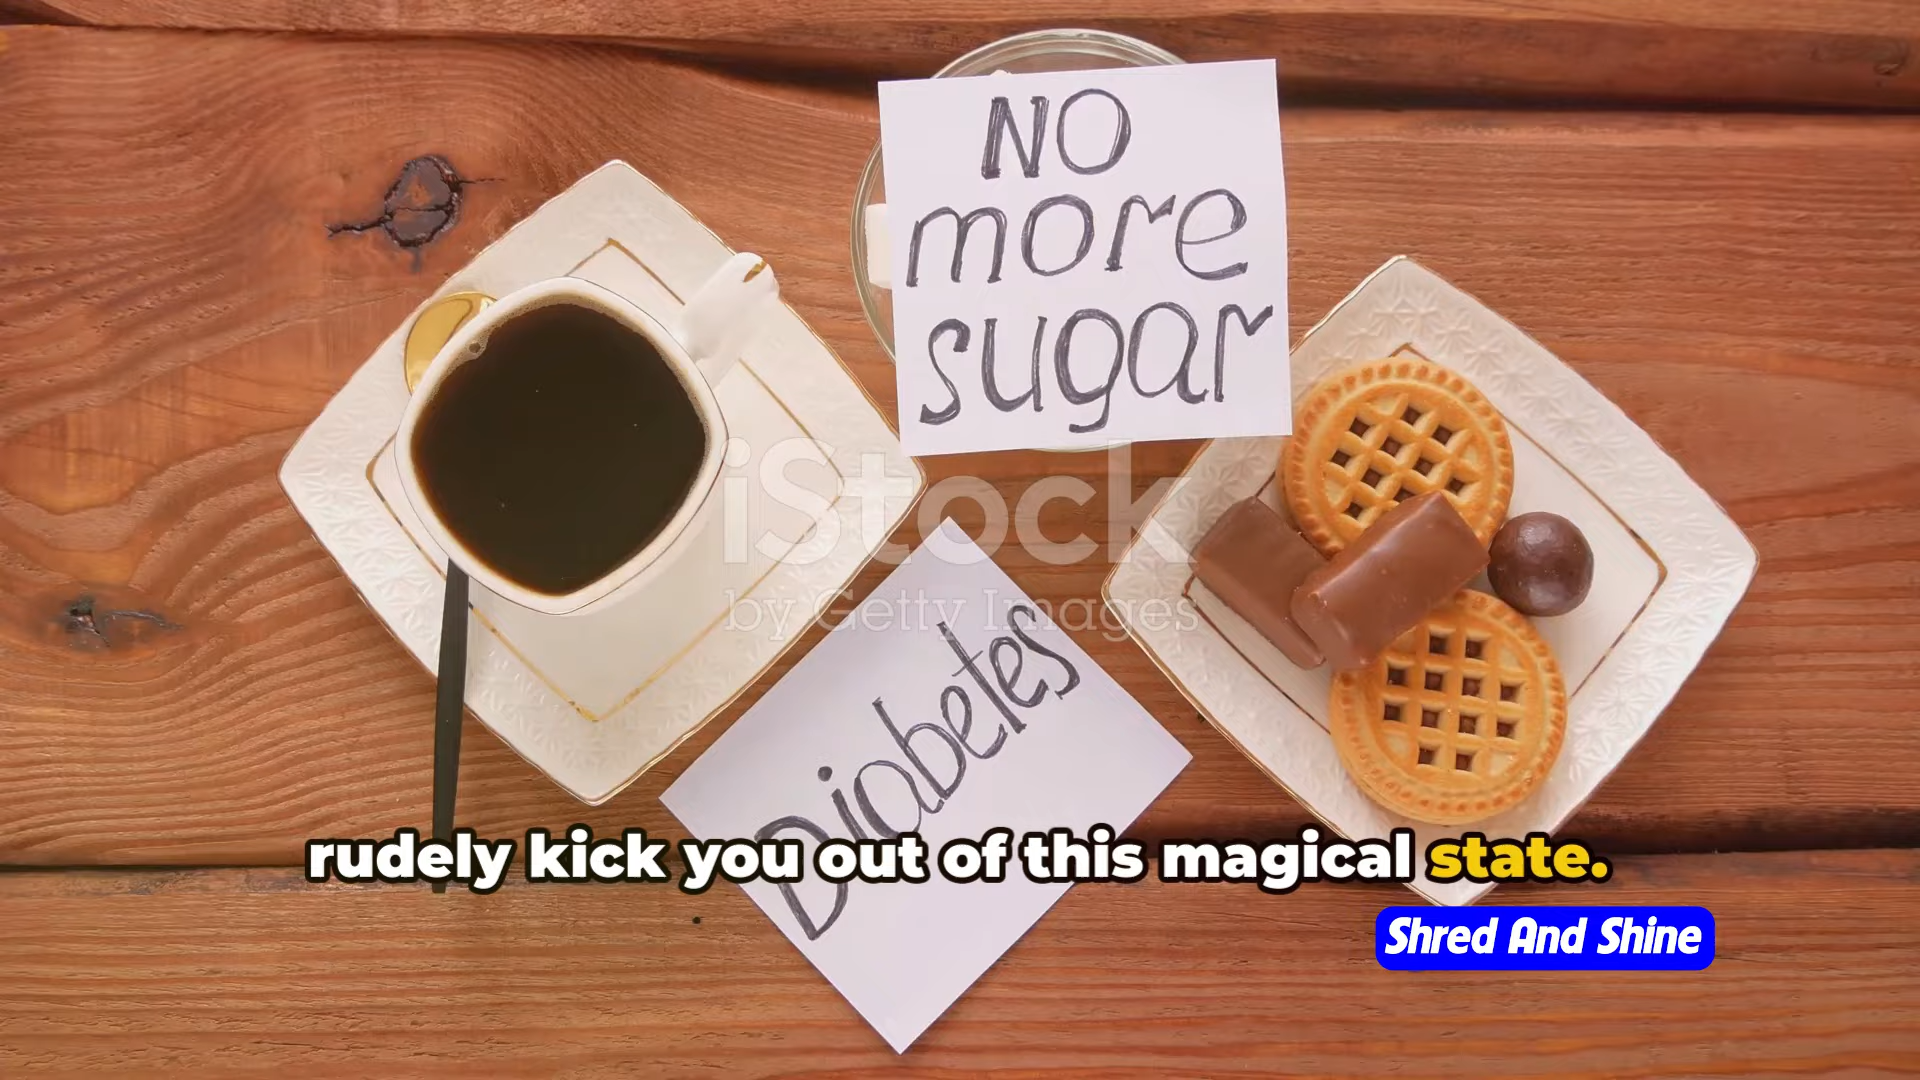 NO
more
sugar
iStock
by Getty Images
Diabetes
rudely kick you out of this magical state.
Shred And Shine